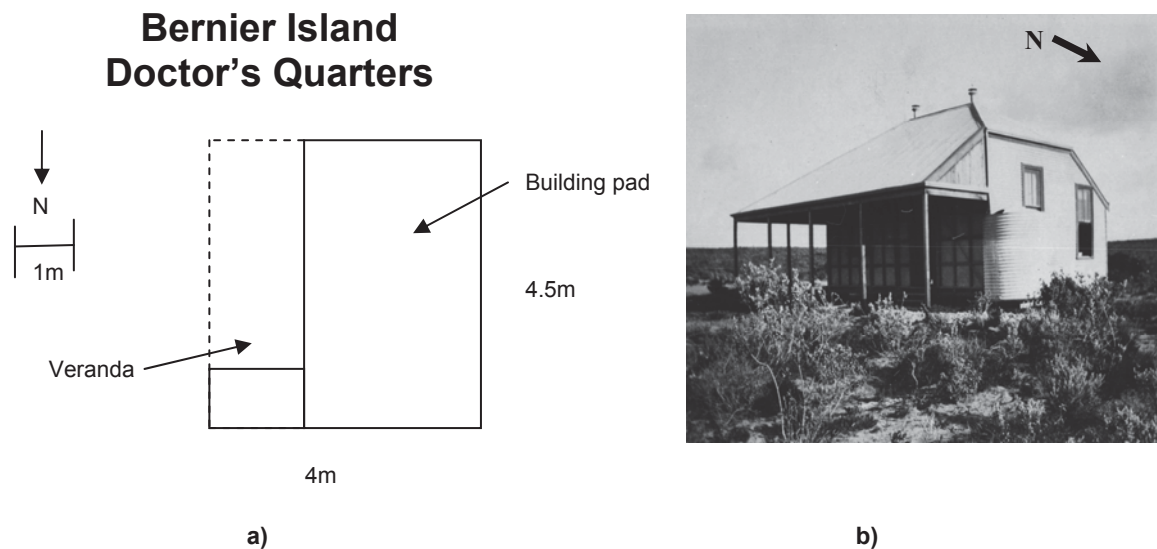 Bernier Island
Doctor's Quarters
N
1m
Building pad
4.5m
Veranda
4m
a)
N
b)